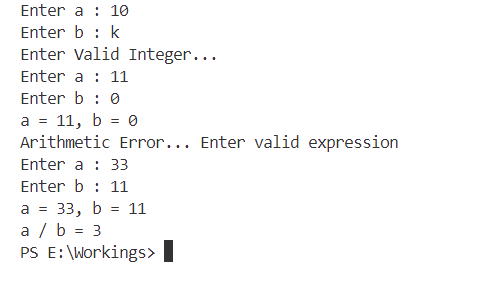 Enter a : 10
Enter b : k
Enter Valid Integer...
Enter a : 11
Enter b : 0
a = 11, b = 0
Arithmetic Error... Enter valid expression
Enter a : 33
Enter b : 11
a = 33, b = 11
a / b = 3
PS E:\Workings>